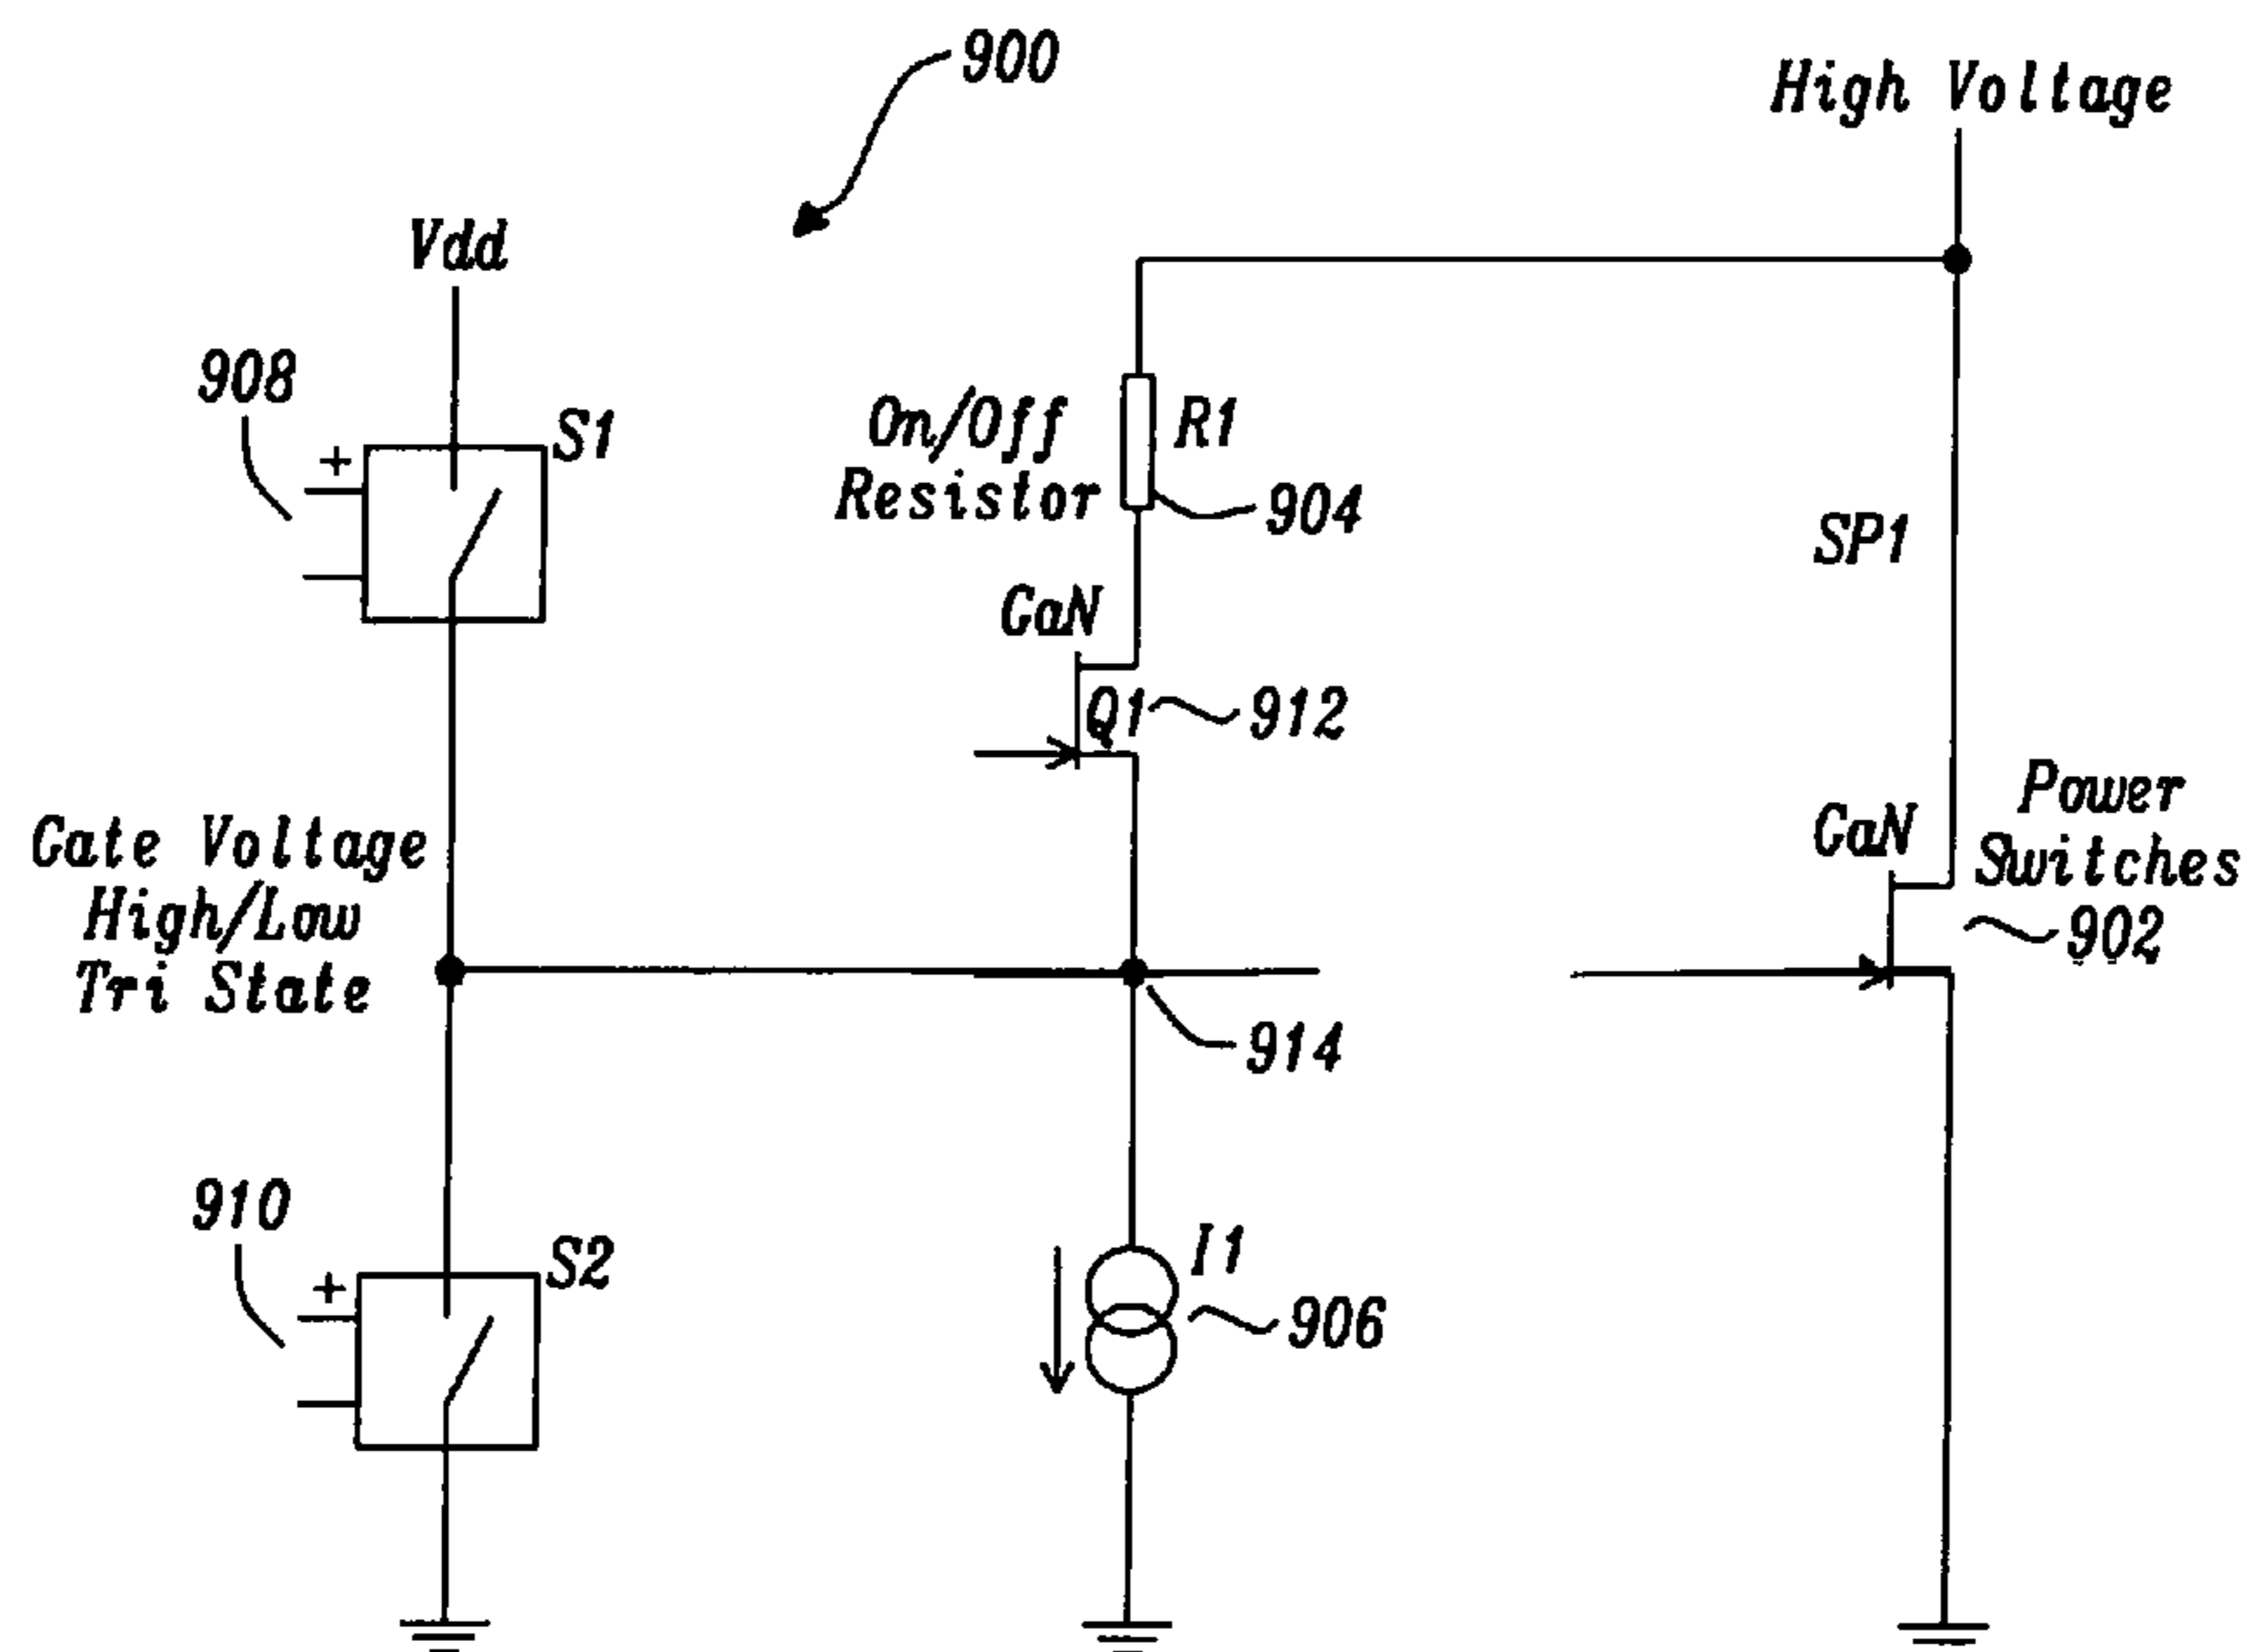 900
High Voltage
Vdd
908
+
S1
On/Off
Resistor
R1
904
SP1
GaN
Q1
912
Gate Voltage
High/Low
Tri State
GaN
Power
Switches
902
914
910
+
S2
I1
906